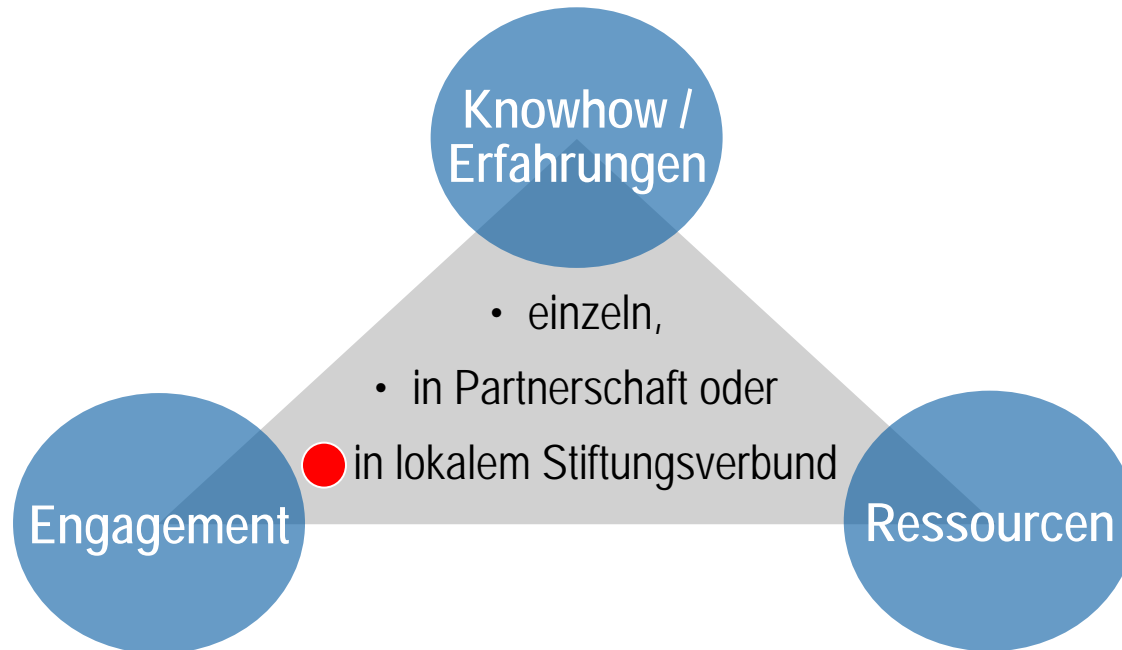 Knowhow /
Erfahrungen
• einzeln,
• in Partnerschaft oder
in lokalem Stiftungsverbund
Engagement
Ressourcen